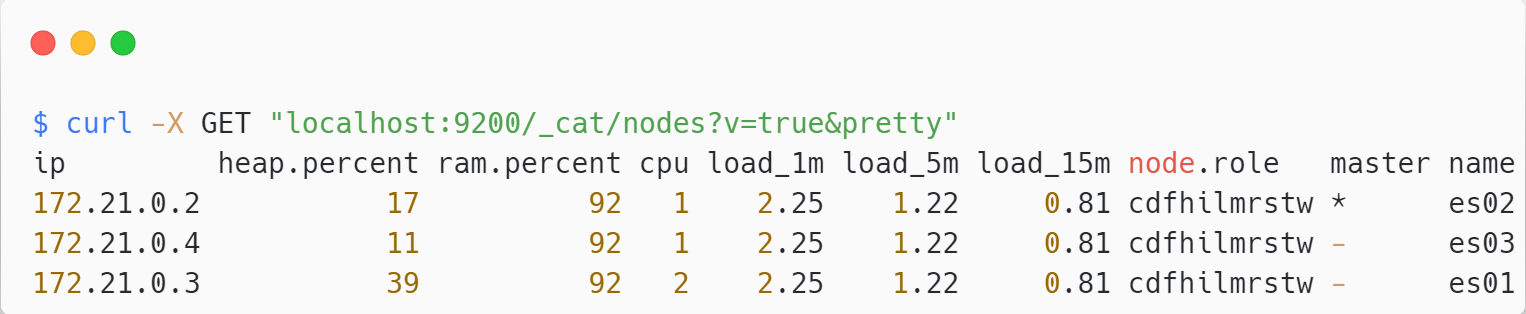 $ curl -X GET "localhost:9200/_cat/nodes?v=true&pretty"
ip         heap.percent ram.percent cpu load_1m load_5m load_15m node.role   master name
172.21.0.2           17          92   1    2.25    1.22     0.81 cdfhilmrstw *      es02
172.21.0.4           11          92   1    2.25    1.22     0.81 cdfhilmrstw -      es03
172.21.0.3           39          92   2    2.25    1.22     0.81 cdfhilmrstw -      es01